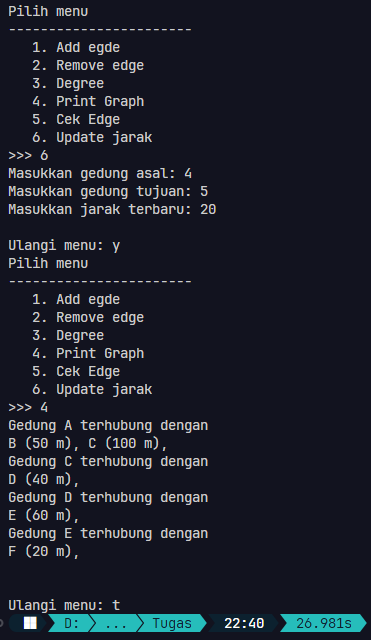 Pilih menu
-----------------------
   1. Add egde
   2. Remove edge
   3. Degree
   4. Print Graph
   5. Cek Edge
   6. Update jarak
>>> 6
Masukkan gedung asal: 4
Masukkan gedung tujuan: 5
Masukkan jarak terbaru: 20

Ulangi menu: y
Pilih menu
-----------------------
   1. Add egde
   2. Remove edge
   3. Degree
   4. Print Graph
   5. Cek Edge
   6. Update jarak
>>> 4
Gedung A terhubung dengan
B (50 m), C (100 m),
Gedung C terhubung dengan
D (40 m),
Gedung D terhubung dengan
E (60 m),
Gedung E terhubung dengan
F (20 m),

Ulangi menu: t
D: ... Tugas 22:40 26.981s